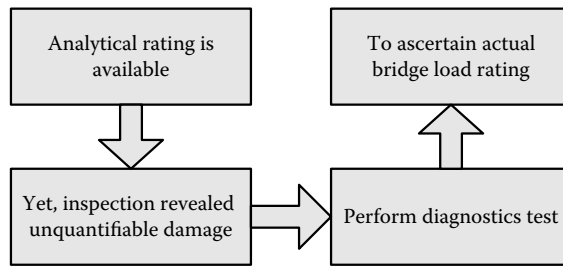 Analytical rating is
available
Yet, inspection revealed
unquantifiable damage
Perform diagnostics test
To ascertain actual
bridge load rating